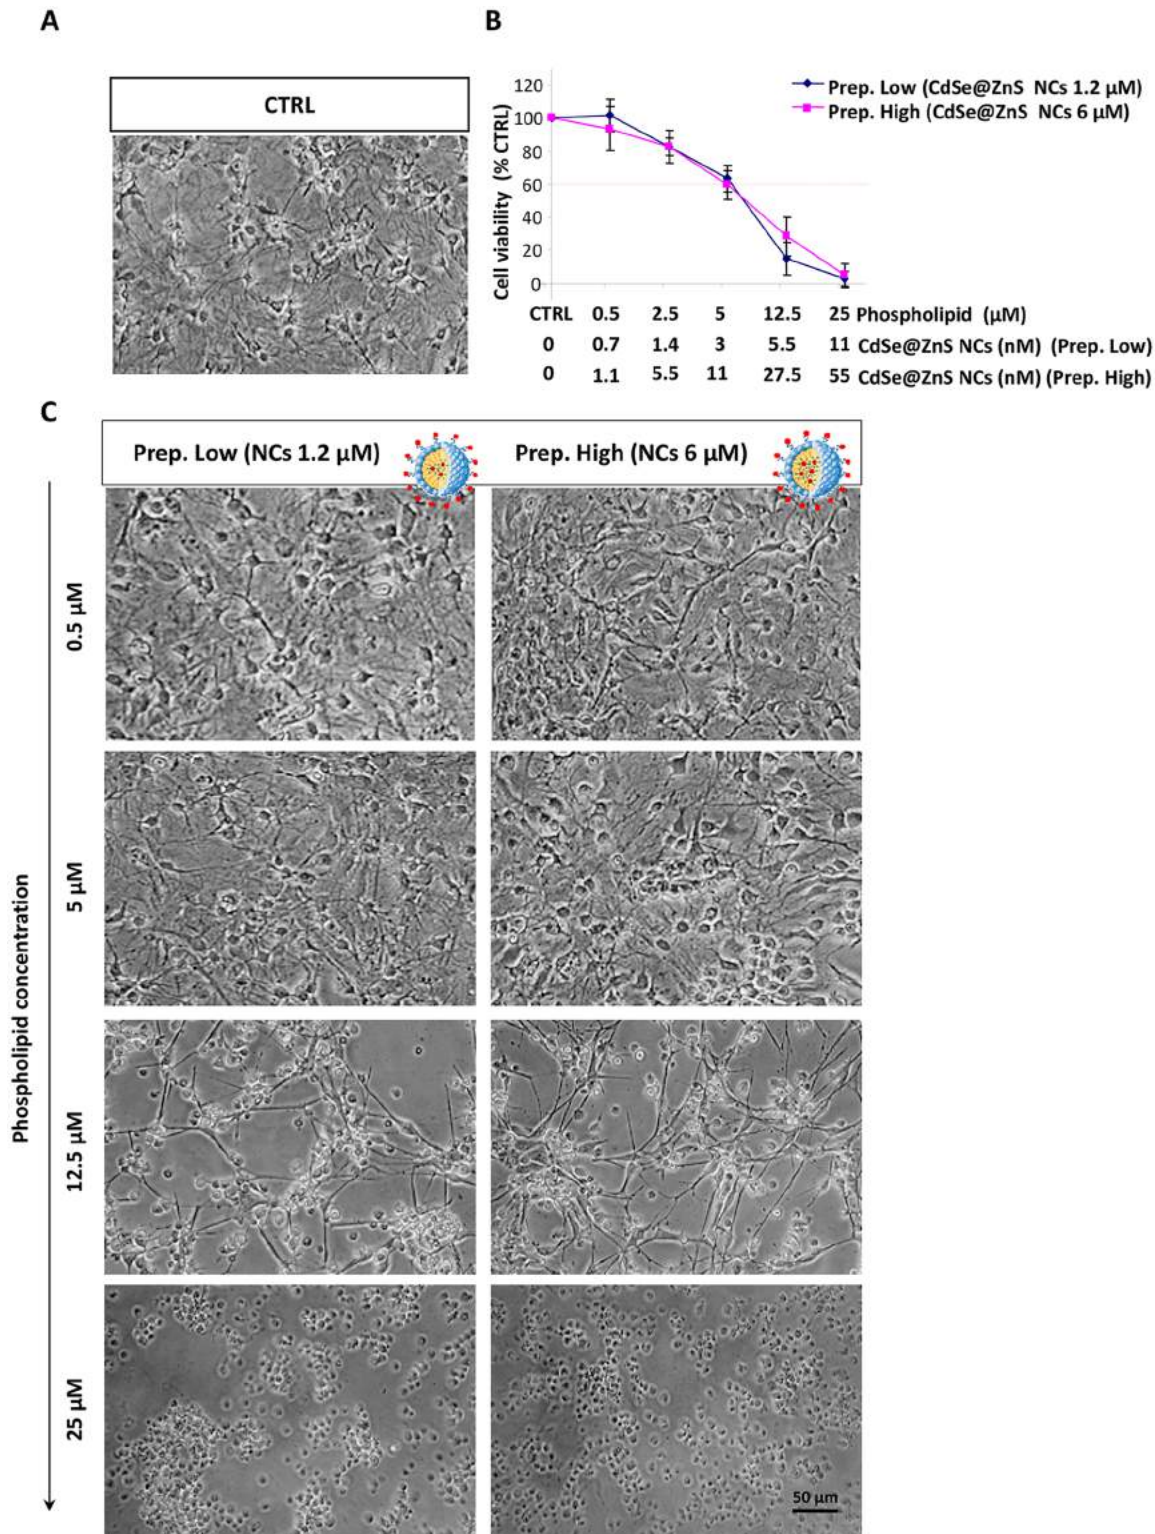 A
CTRL
B
Prep. Low (CdSe@ZnS NCs 1.2 μM)
Prep. High (CdSe@ZnS NCs 6 μM)
Cell viability (% CTRL)
120
100
80
60
40
20
0
CTRL 0.5 2.5 5 12.5 25 Phospholipid (μM)
0 0.7 1.4 3 5.5 11 CdSe@ZnS NCs (nM) (Prep. Low)
0 1.1 5.5 11 27.5 55 CdSe@ZnS NCs (nM) (Prep. High)
C
Prep. Low (NCs 1.2 μM)
Prep. High (NCs 6 μM)
Phospholipid concentration
0.5 μM
5 μM
12.5 μM
25 μM
50 μm